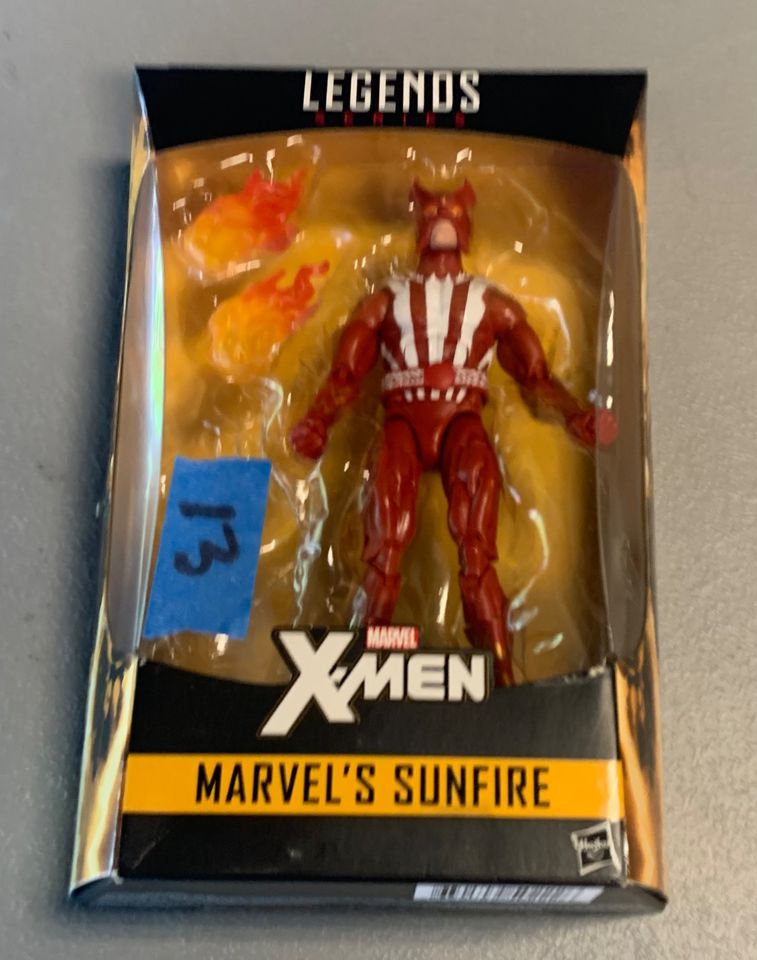 LEGENDS
SERIES
13
MARVEL
X-MEN
MARVEL'S SUNFIRE
Hasbro